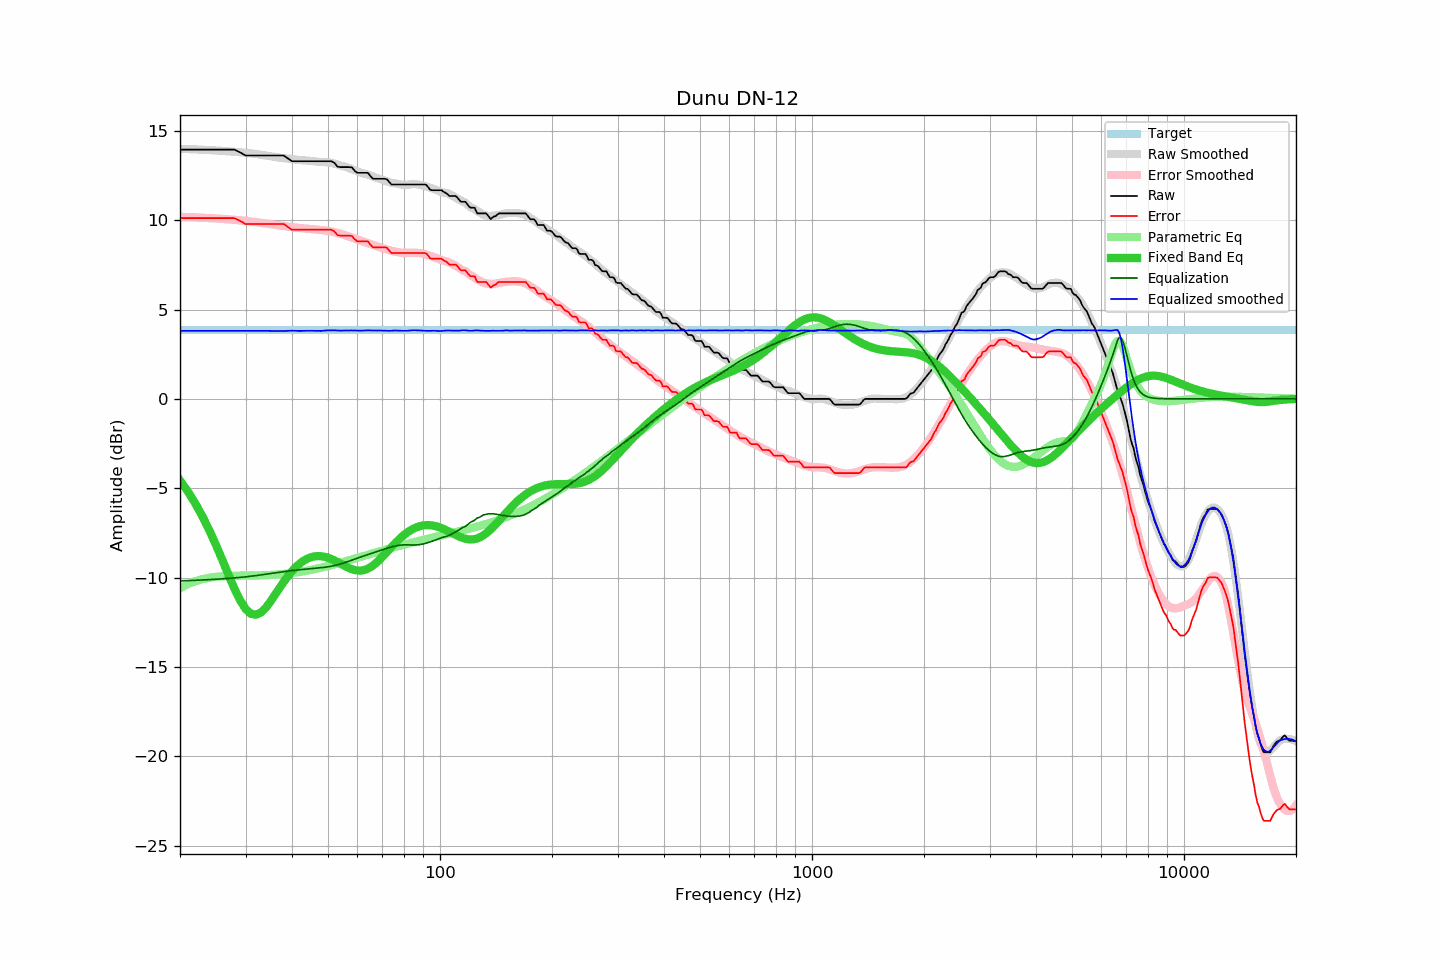 Dunu DN-12
15
10
5
0
−5
−10
−15
−20
−25
Amplitude (dBr)
Target
Raw Smoothed
Error Smoothed
Raw
Error
Parametric Eq
Fixed Band Eq
Equalization
Equalized smoothed
100
1000
10000
Frequency (Hz)